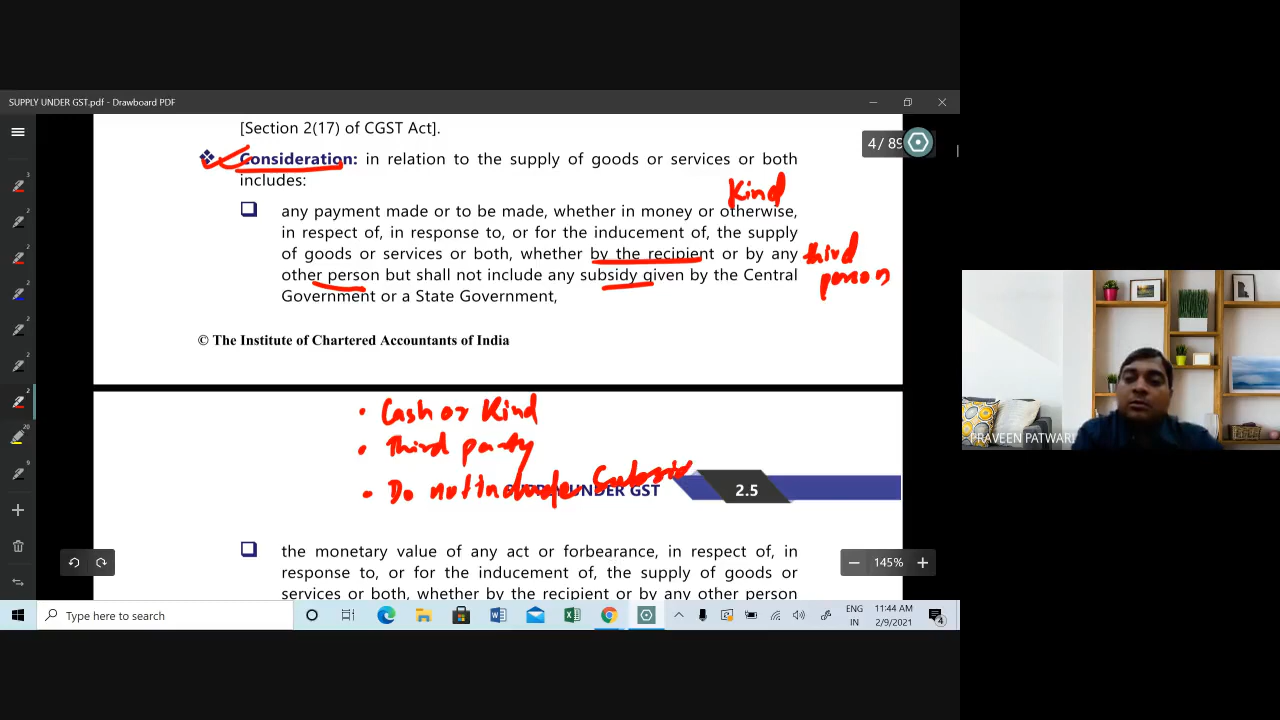 SUPPLY UNDER GST.pdf - Drawboard PDF
[Section 2(17) of CGST Act].
4 / 89
Consideration: in relation to the supply of goods or services or both
includes:
Kind
any payment made or to be made, whether in money or otherwise,
in respect of, in response to, or for the inducement of, the supply
of goods or services or both, whether by the recipient or by any
third
other person but shall not include any subsidy given by the Central
person
Government or a State Government,
© The Institute of Chartered Accountants of India
• Cash or Kind
• Third party
PRAVEEN PATWARI
• Do not include
SUPPLY UNDER GST 2.5
the monetary value of any act or forbearance, in respect of, in
response to, or for the inducement of, the supply of goods or
services or both, whether by the recipient or by any other person
145%
Type here to search
ENG
IN
11:44 AM
2/9/2021
4